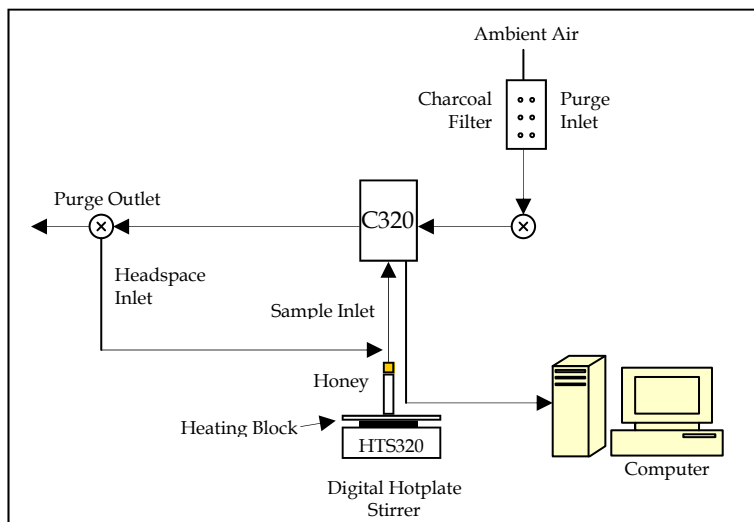 Ambient Air
Charcoal
Filter
Purge
Inlet
Purge Outlet
C320
Headspace
Inlet
Sample Inlet
Honey
Heating Block
HTS320
Computer
Digital Hotplate
Stirrer